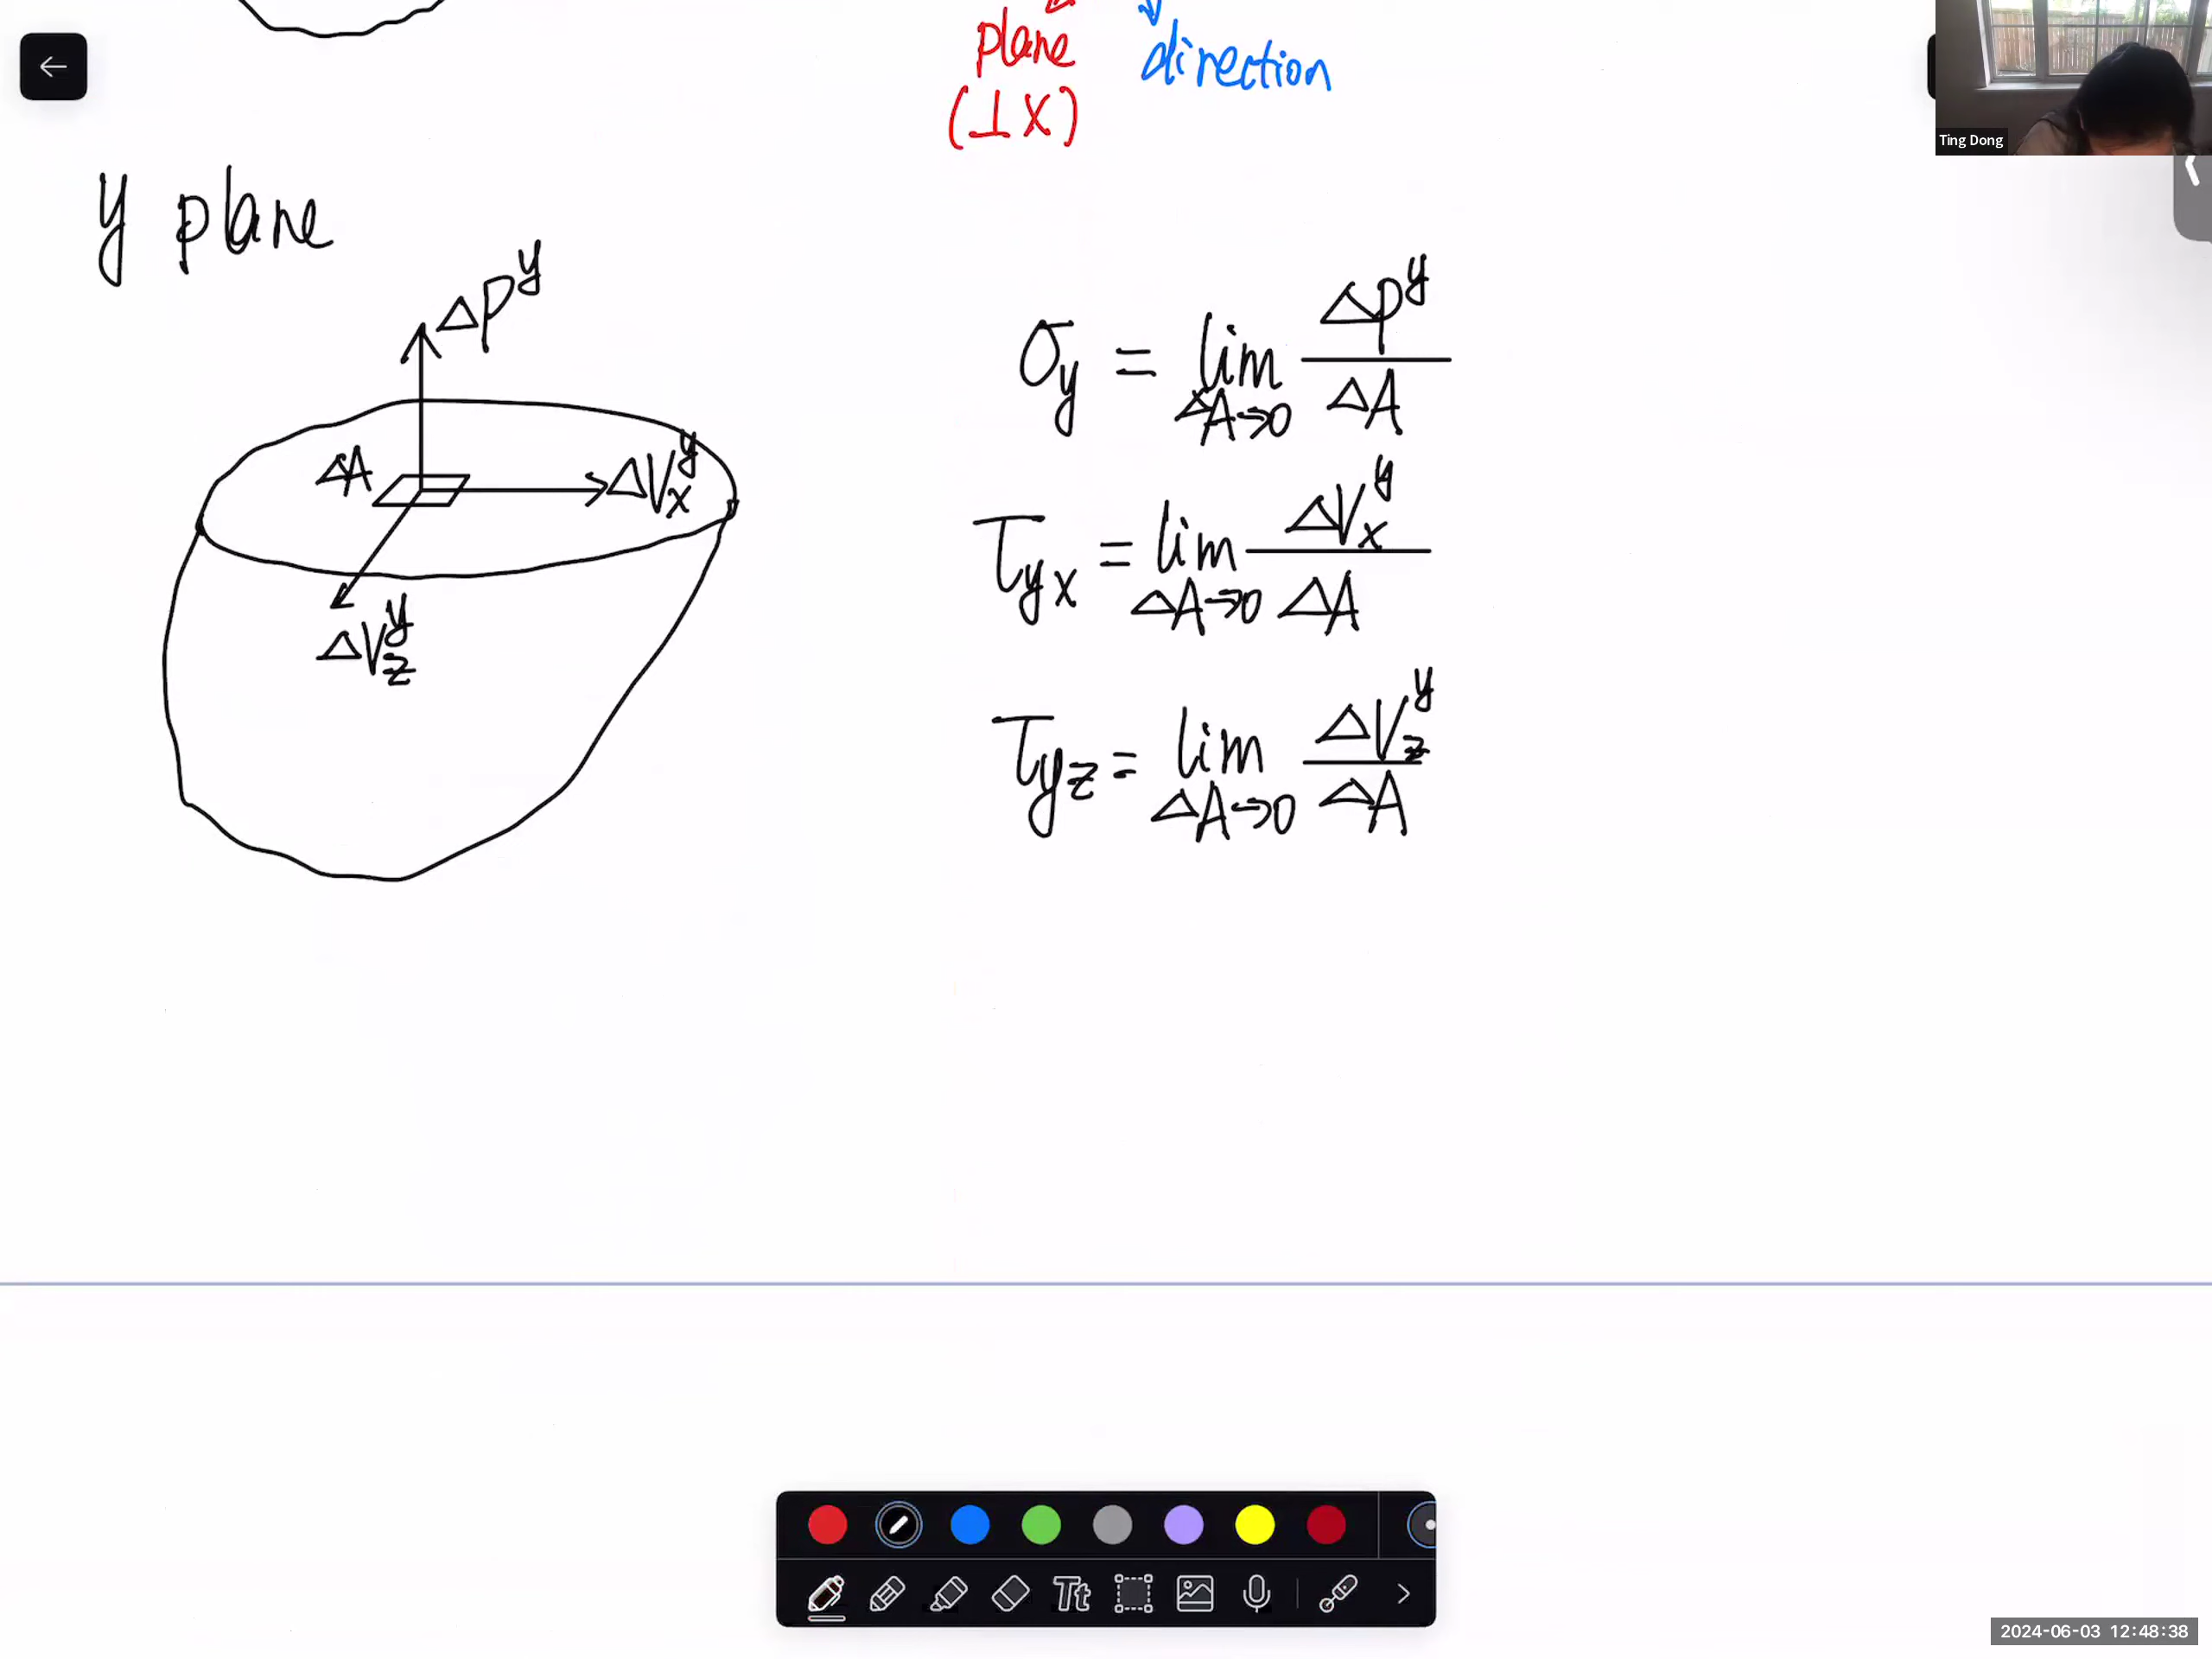 plane direction
(⊥X)
Ting Dong
y plane
ΔP^y
σ_y = lim_{ΔA→0} ΔP^y / ΔA
ΔA ΔV_x^y
τ_yx = lim_{ΔA→0} ΔV_x^y / ΔA
ΔV_z^y
τ_yz = lim_{ΔA→0} ΔV_z^y / ΔA
Tt
2024-06-03 12:48:38